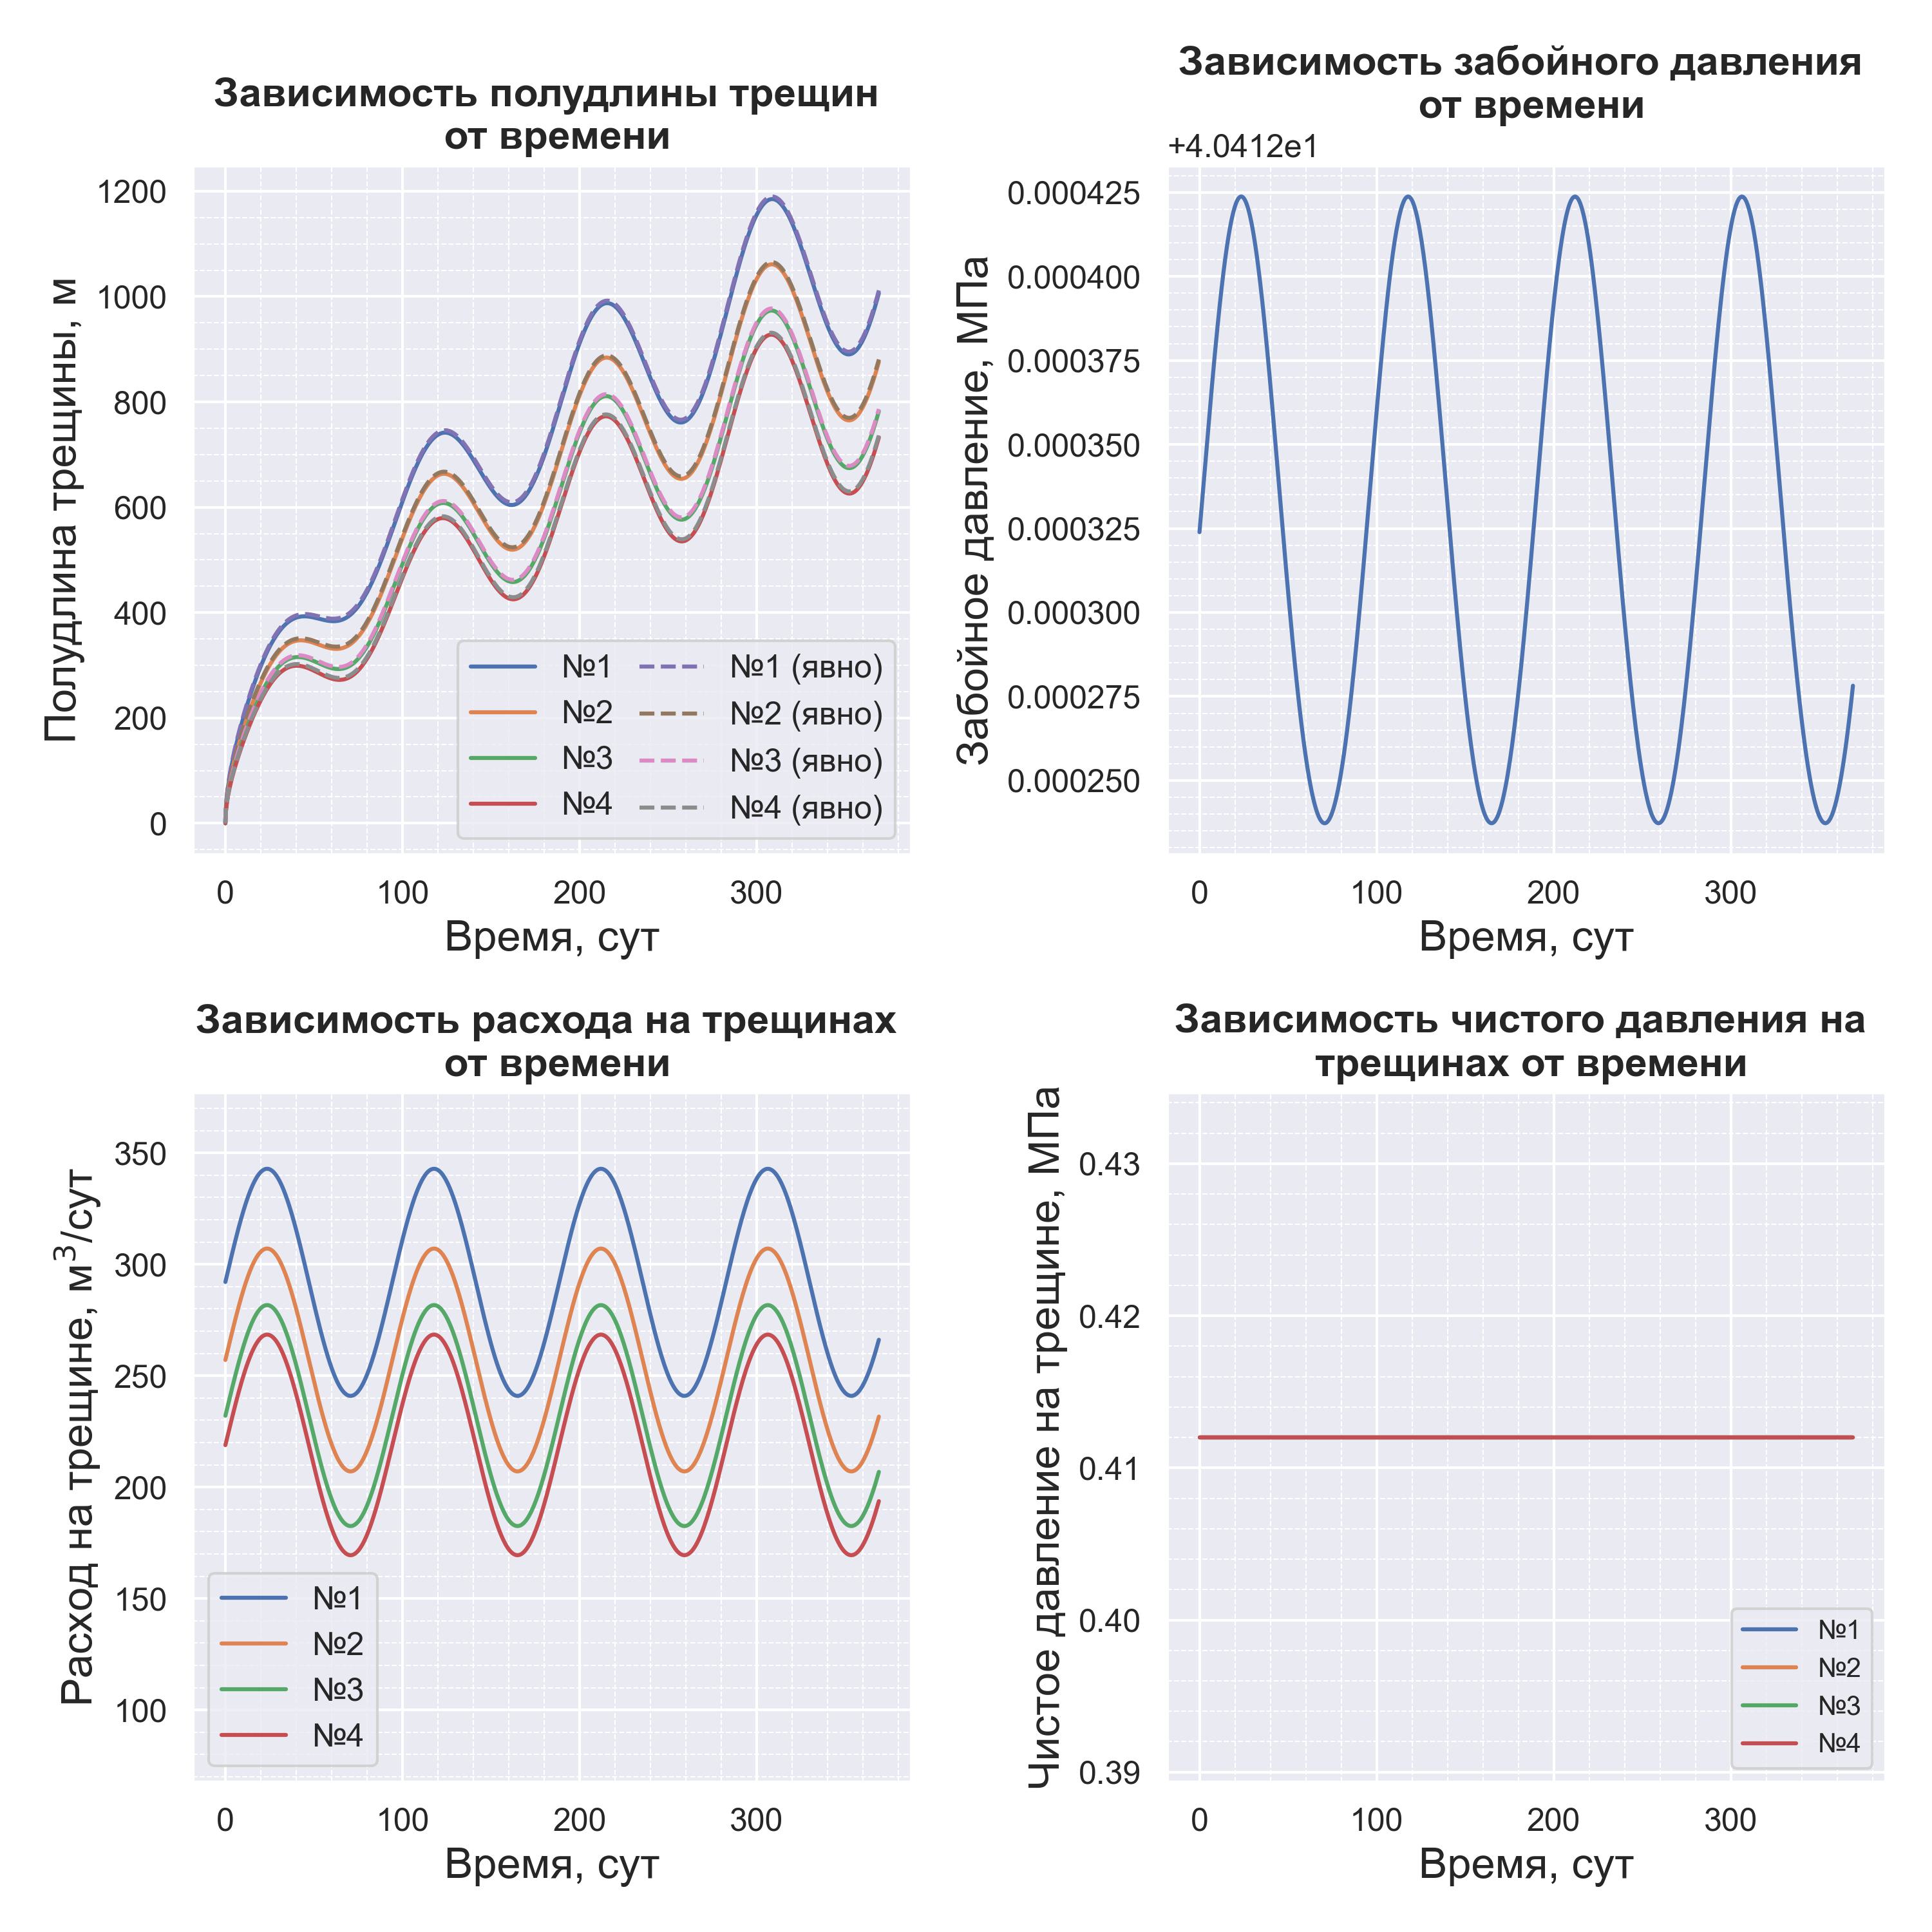 Зависимость полудлины трещин
от времени
Полудлина трещины, м
1200
1000
800
600
400
200
0
№1
№2
№3
№4
№1 (явно)
№2 (явно)
№3 (явно)
№4 (явно)
0 100 200 300
Время, сут
Зависимость забойного давления
от времени
+4.0412e1
Забойное давление, МПа
0.000425
0.000400
0.000375
0.000350
0.000325
0.000300
0.000275
0.000250
0 100 200 300
Время, сут
Зависимость расхода на трещинах
от времени
Расход на трещине, м³/сут
350
300
250
200
150
100
№1
№2
№3
№4
0 100 200 300
Время, сут
Зависимость чистого давления на
трещинах от времени
Чистое давление на трещине, МПа
0.43
0.42
0.41
0.40
0.39
№1
№2
№3
№4
0 100 200 300
Время, сут